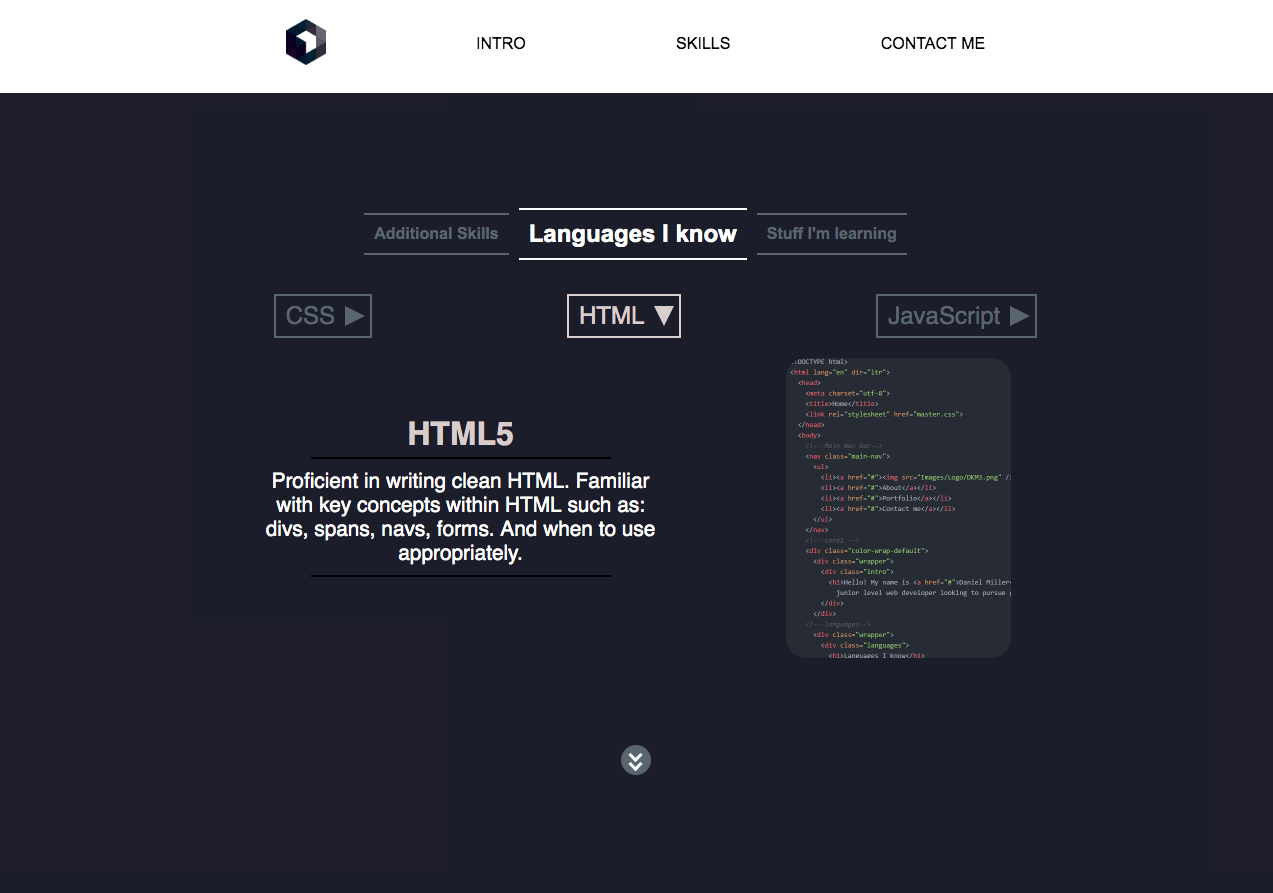 INTRO SKILLS CONTACT ME
Additional Skills Languages I know Stuff I'm learning
CSS HTML JavaScript
HTML5
Proficient in writing clean HTML. Familiar
with key concepts within HTML such as:
divs, spans, navs, forms. And when to use
appropriately.
DOCTYPE html>
<html lang="en" dir="ltr">
<head>
<meta charset="utf-8">
<title>Home</title>
<link rel="stylesheet" href="master.css">
</head>
<body>
<!-- Main Nav bar-->
<nav class="main-nav">
<ul>
<li><a href="#"><img src="Images/Logo/DKM3.png" /
<li><a href="#">About</a></li>
<li><a href="#">Portfolio</a></li>
<li><a href="#">Contact me</a></li>
</ul>
</nav>
<!-- core1 -->
<div class="color-wrap-default">
<div class="wrapper">
<div class="intro">
<h1>Hello! My name is <a href="#">Daniel Miller
junior level web developer looking to pursue
</div>
</div>
<!-- languages-->
<div class="wrapper">
<div class="languages">
<h1>Languages I know</h1>